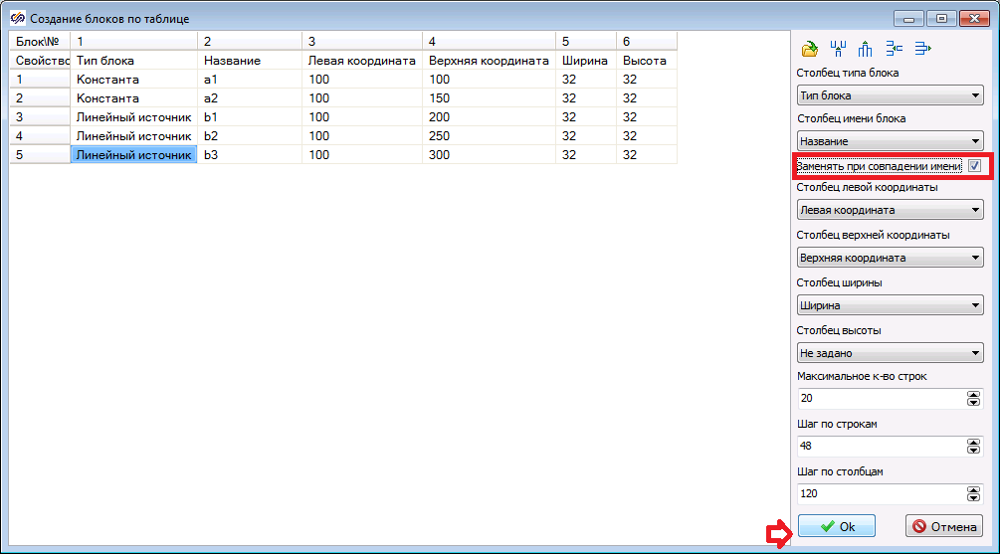 Создание блоков по таблице
Блок\№ 1 2 3 4 5 6
Свойство Тип блока Название Левая координата Верхняя координата Ширина Высота
1 Константа a1 100 100 32 32
2 Константа a2 100 150 32 32
3 Линейный источник b1 100 200 32 32
4 Линейный источник b2 100 250 32 32
5 Линейный источник b3 100 300 32 32
Столбец типа блока
Тип блока
Столбец имени блока
Название
Заменять при совпадении имени
Столбец левой координаты
Левая координата
Столбец верхней координаты
Верхняя координата
Столбец ширины
Ширина
Столбец высоты
Не задано
Максимальное к-во строк
20
Шаг по строкам
48
Шаг по столбцам
120
Ok Отмена